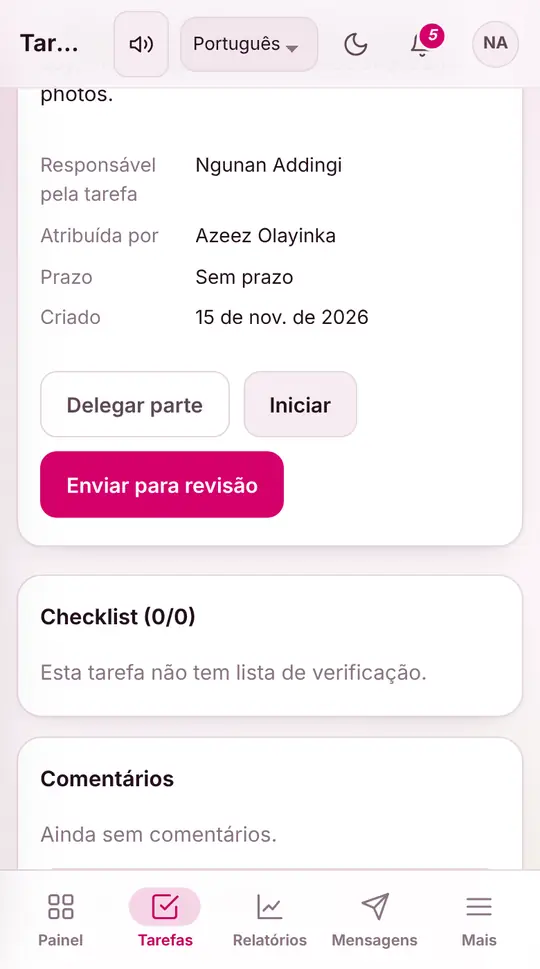 Tar...
Português
5
NA
photos.
Responsável pela tarefa
Ngunan Addingi
Atribuída por
Azeez Olayinka
Prazo
Sem prazo
Criado
15 de nov. de 2026
Delegar parte
Iniciar
Enviar para revisão
Checklist (0/0)
Esta tarefa não tem lista de verificação.
Comentários
Ainda sem comentários.
Painel
Tarefas
Relatórios
Mensagens
Mais